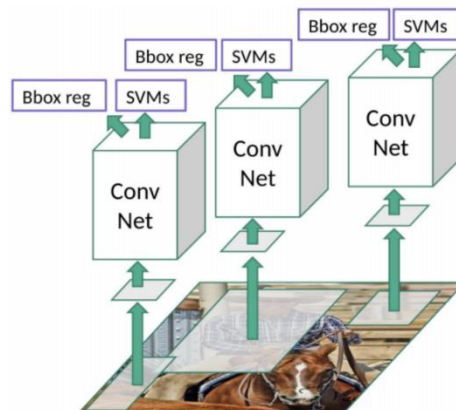 Bbox reg SVMs
Bbox reg SVMs
Bbox reg SVMs
Conv
Net
Conv
Net
Conv
Net